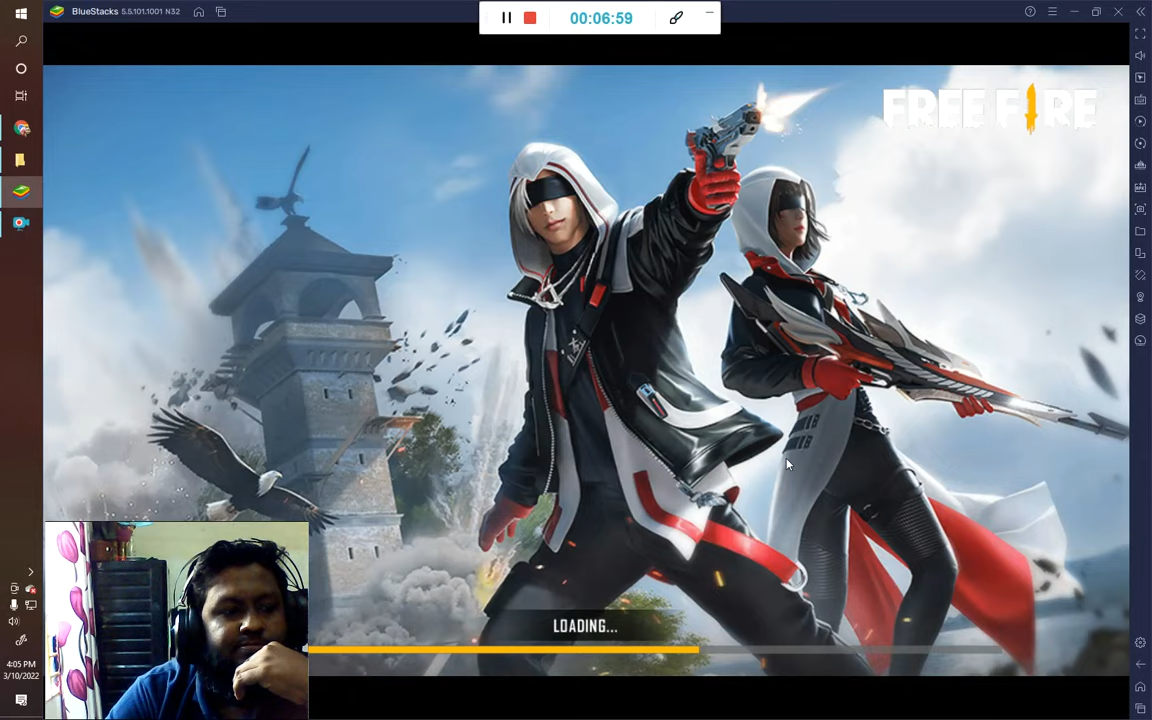 BlueStacks 5.5.101.1001 N32
00:06:59
FREE FIRE
LOADING...
4:05 PM
3/10/2022